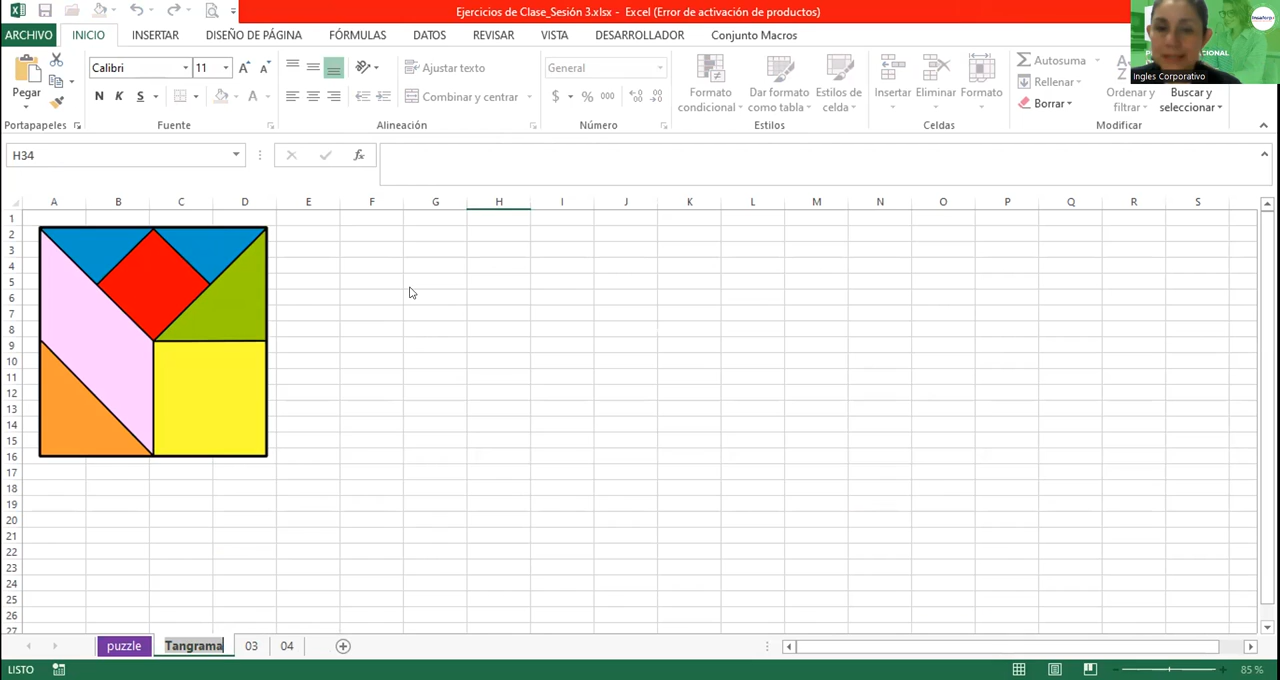 Ejercicios de Clase_Sesión 3.xlsx - Excel (Error de activación de productos)
ARCHIVO INICIO INSERTAR DISEÑO DE PÁGINA FÓRMULAS DATOS REVISAR VISTA DESARROLLADOR Conjunto Macros
Ingles Corporativo
Pegar
Calibri 11
N K S A
Ajustar texto
Combinar y centrar
General
$ % 000
Formato condicional
Dar formato como tabla
Estilos de celda
Insertar Eliminar Formato
Autosuma
Rellenar
Borrar
Ordenar y filtrar
Buscar y seleccionar
Portapapeles Fuente Alineación Número Estilos Celdas Modificar
H34 fx
A B C D E F G H I J K L M N O P Q R S
1
2
3
4
5
6
7
8
9
10
11
12
13
14
15
16
17
18
19
20
21
22
23
24
25
26
27
puzzle Tangrama 03 04
LISTO 85 %